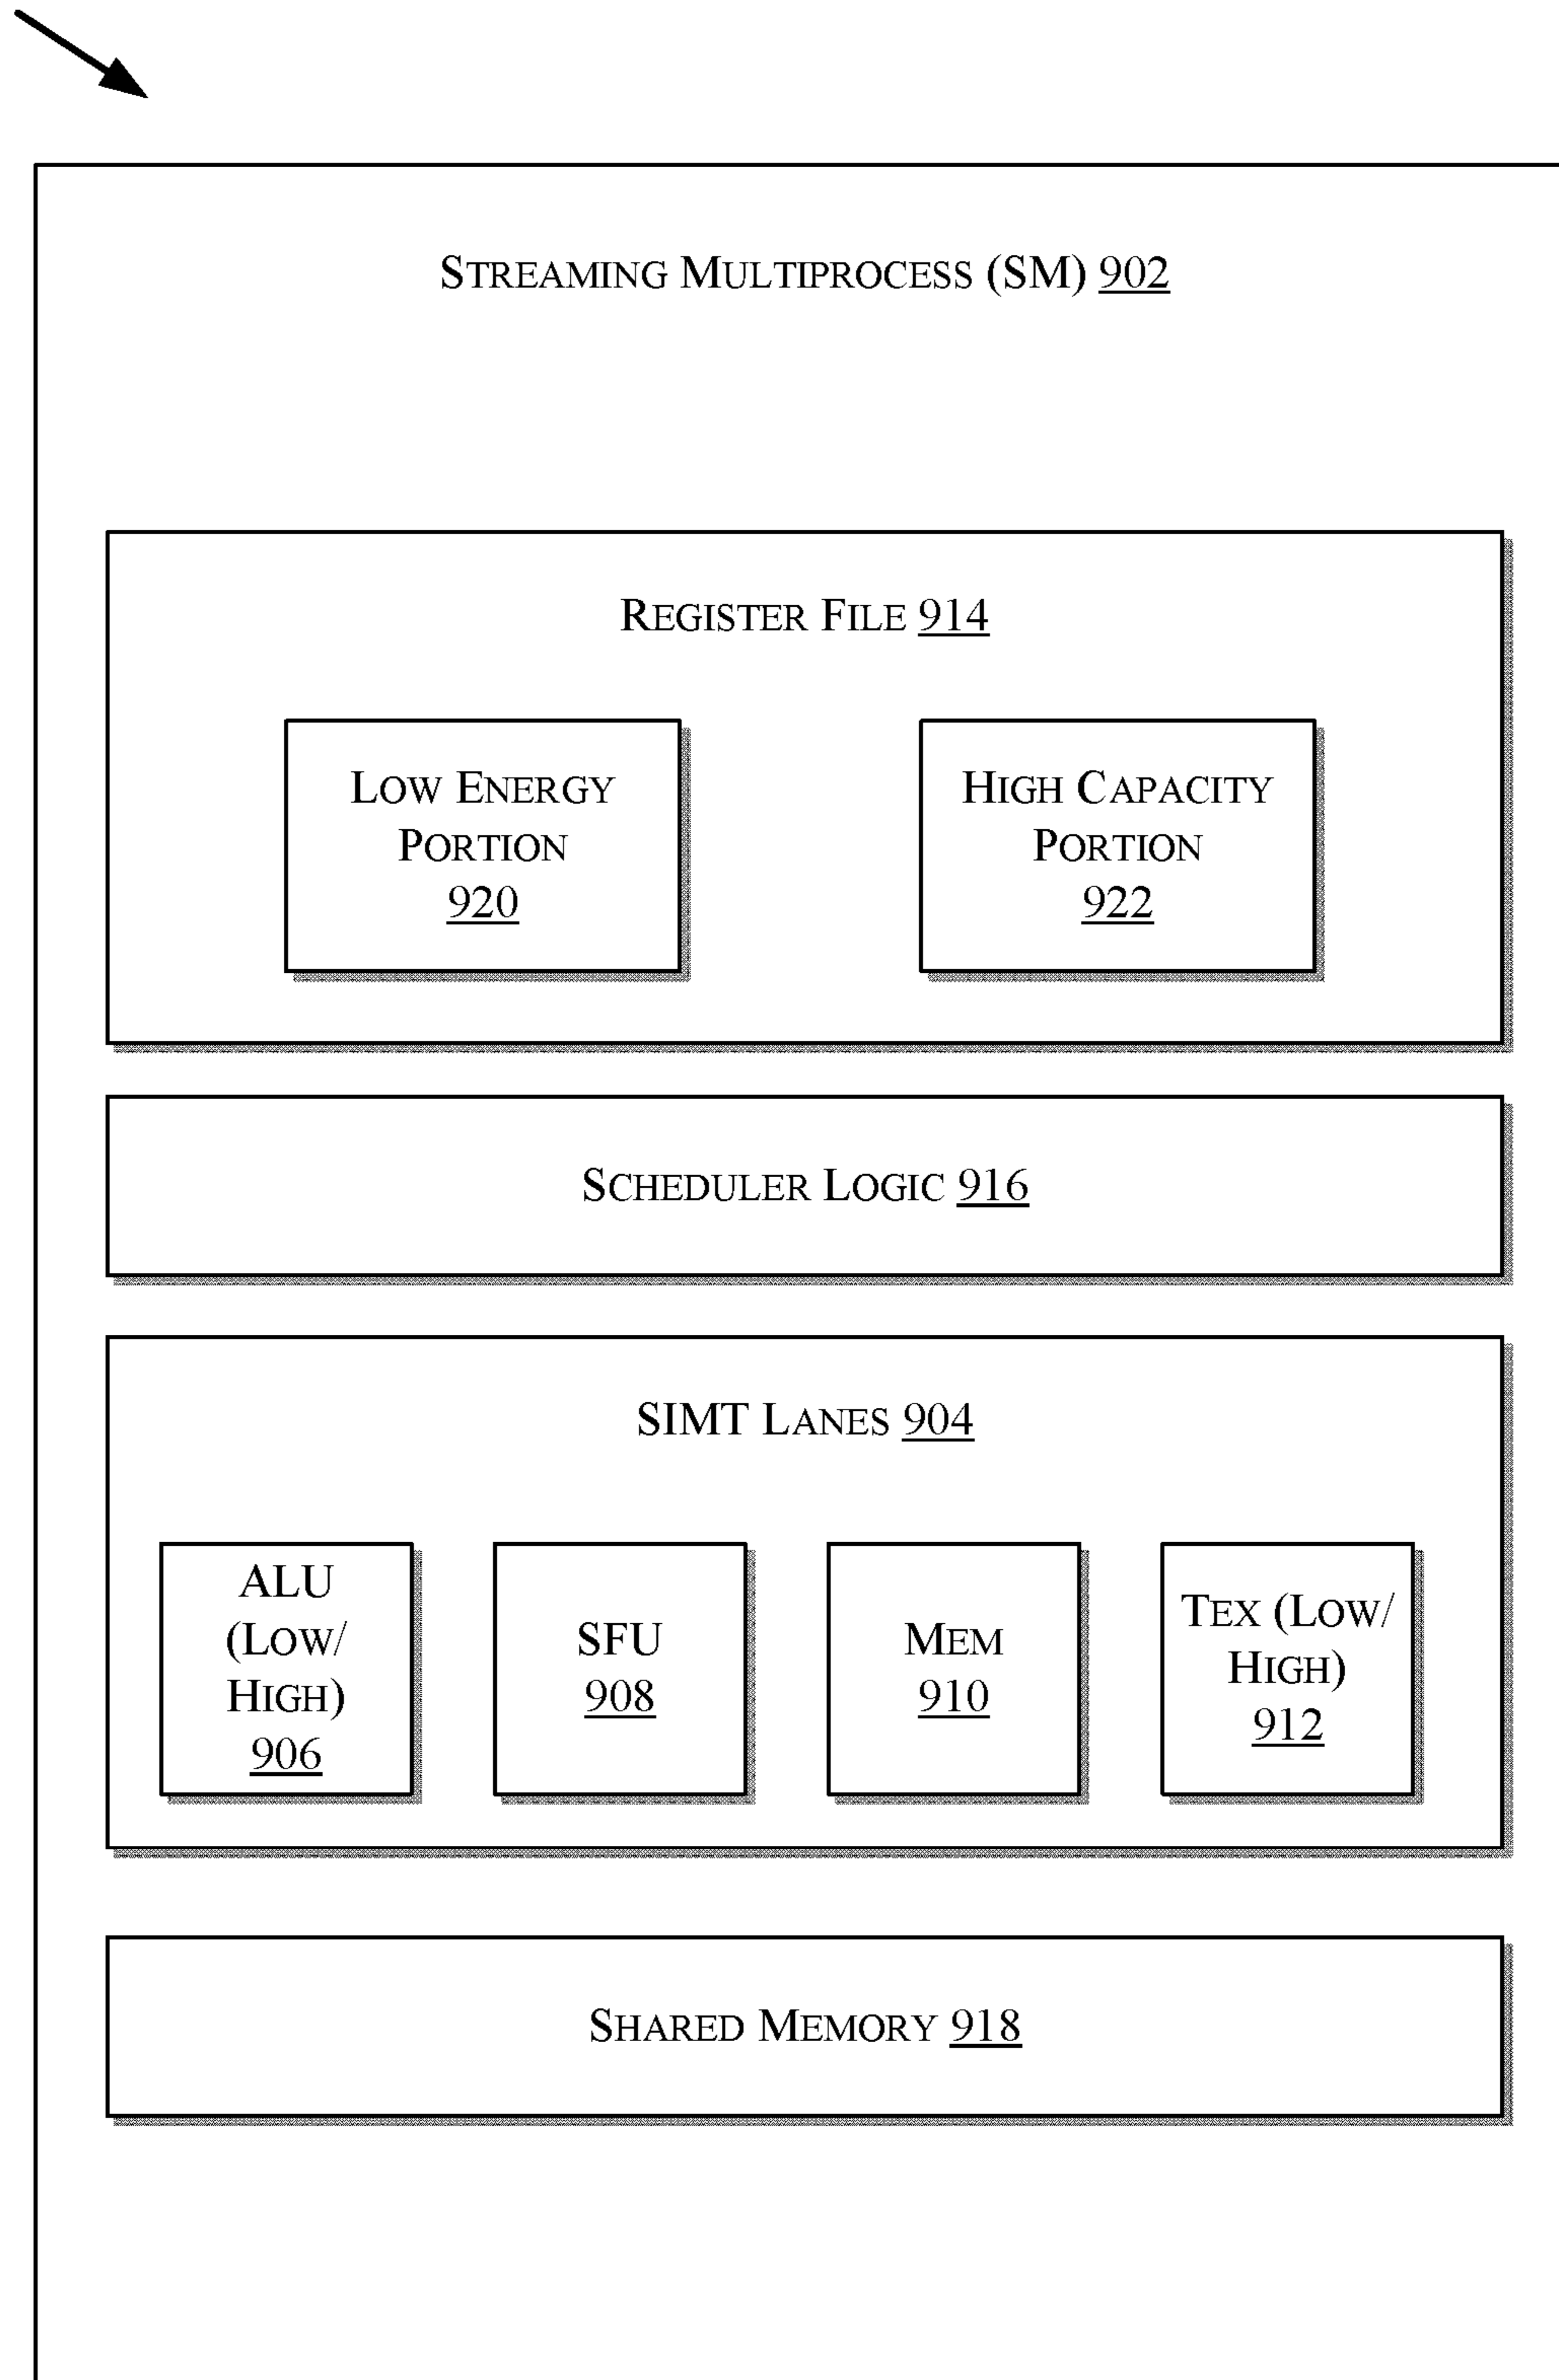 STREAMING MULTIPROCESS (SM) 902
REGISTER FILE 914
LOW ENERGY
PORTION
920
HIGH CAPACITY
PORTION
922
SCHEDULER LOGIC 916
SIMT LANES 904
ALU
(LOW/
HIGH)
906
SFU
908
MEM
910
TEX (LOW/
HIGH)
912
SHARED MEMORY 918